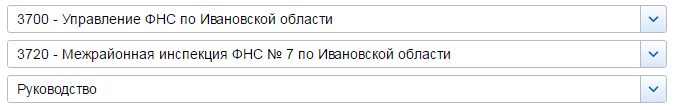 3700 - Управление ФНС по Ивановской области
3720 - Межрайонная инспекция ФНС № 7 по Ивановской области
Руководство